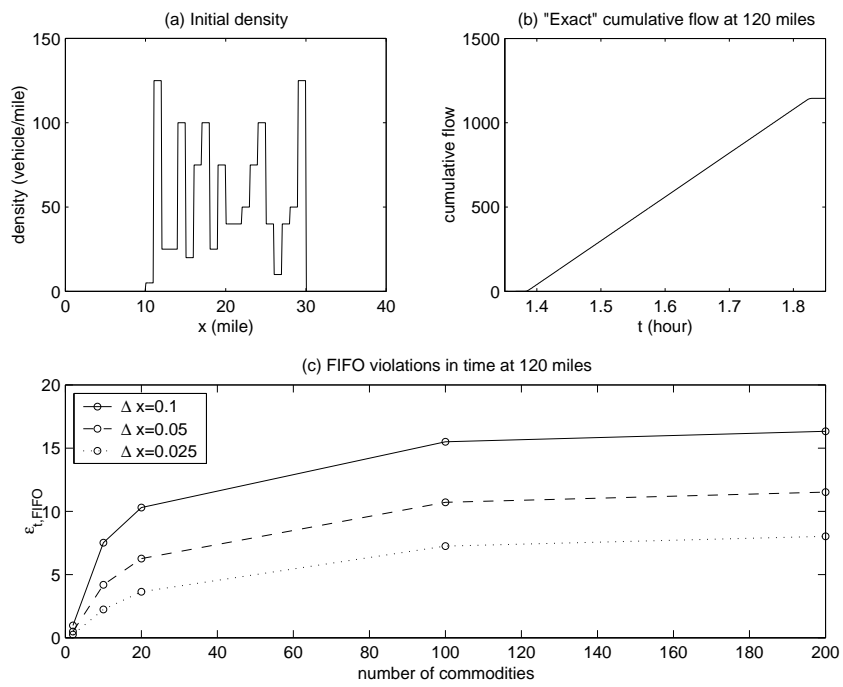 (a) Initial density
150
100
50
0
0 10 20 30 40
density (vehicle/mile)
x (mile)
(b) "Exact" cumulative flow at 120 miles
1500
1000
500
0
1.4 1.5 1.6 1.7 1.8
cumulative flow
t (hour)
(c) FIFO violations in time at 120 miles
20
15
10
5
0
0 20 40 60 80 100 120 140 160 180 200
ε t,FIFO
number of commodities
Δ x=0.1
Δ x=0.05
Δ x=0.025